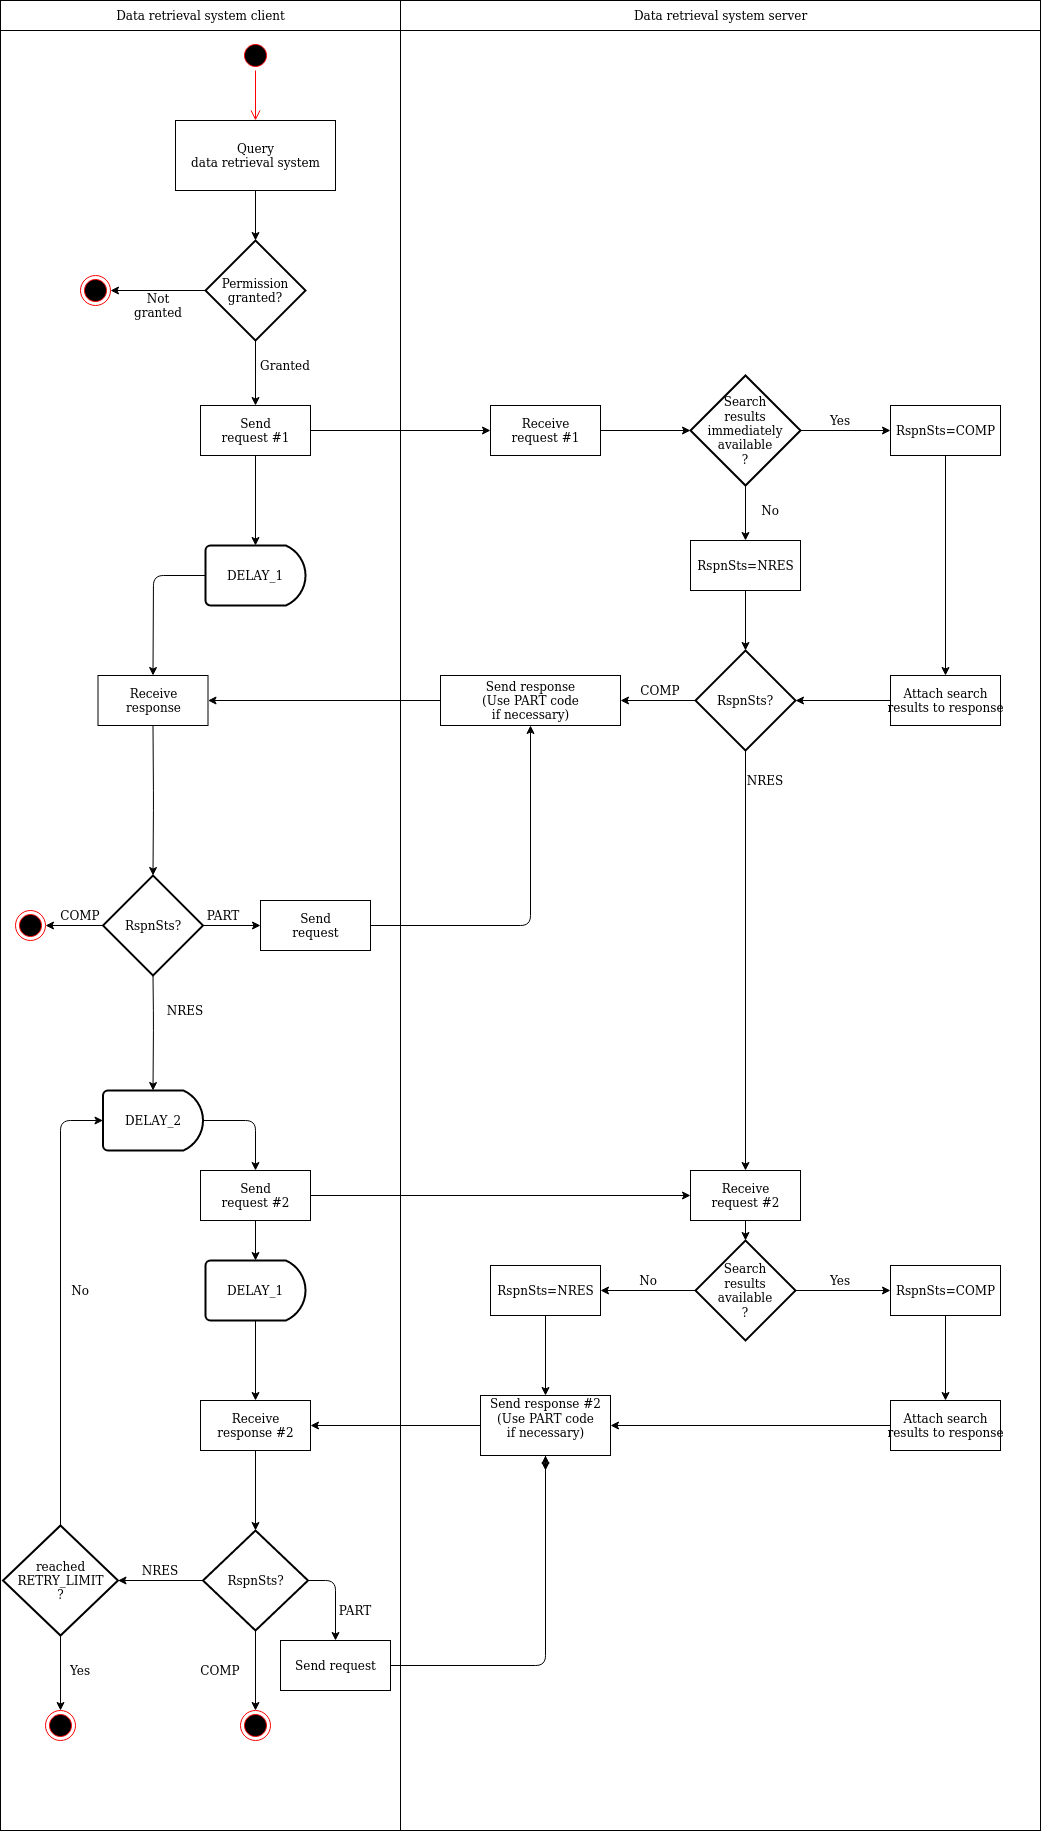 Data retrieval system client
Data retrieval system server
Query
data retrieval system
Permission
granted?
Not
granted
Granted
Send
request #1
Receive
request #1
Search
results
immediately
available
?
Yes
RspnSts=COMP
No
RspnSts=NRES
DELAY_1
Receive
response
Send response
(Use PART code
if necessary)
COMP
RspnSts?
Attach search
results to response
NRES
COMP
RspnSts?
PART
Send
request
NRES
DELAY_2
Send
request #2
Receive
request #2
No
DELAY_1
RspnSts=NRES
No
Search
results
available
?
Yes
RspnSts=COMP
Receive
response #2
Send response #2
(Use PART code
if necessary)
Attach search
results to response
reached
RETRY_LIMIT
?
NRES
RspnSts?
PART
Yes
COMP
Send request